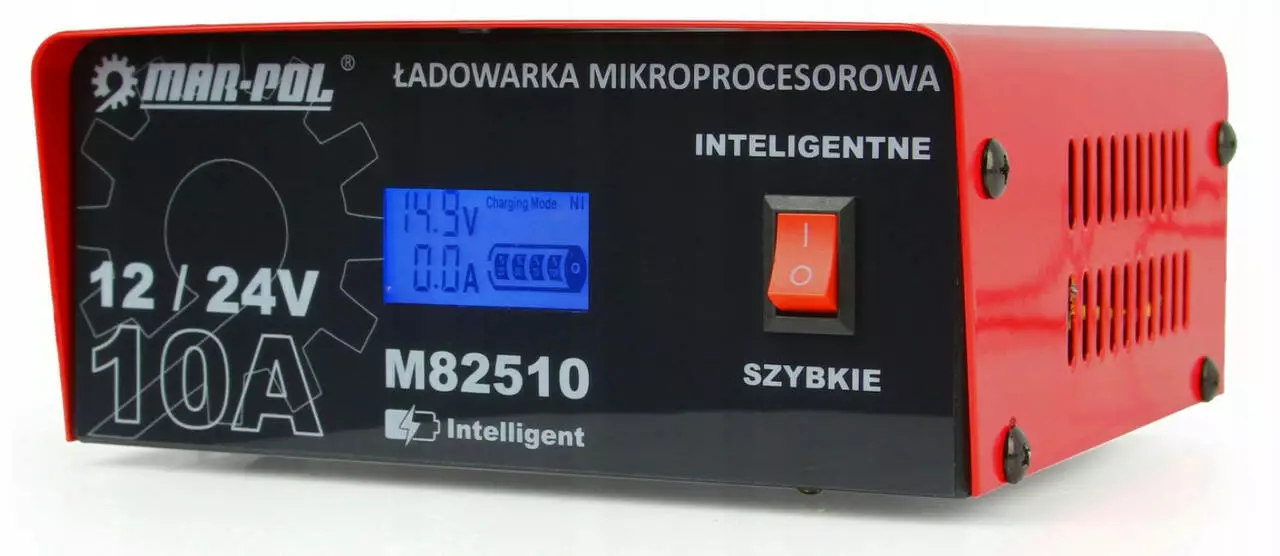 MAR-POL ®
ŁADOWARKA MIKROPROCESOROWA
INTELIGENTNE
14.9V Charging Mode
0.0A
I
O
12 / 24V
10A
M82510
Intelligent
SZYBKIE